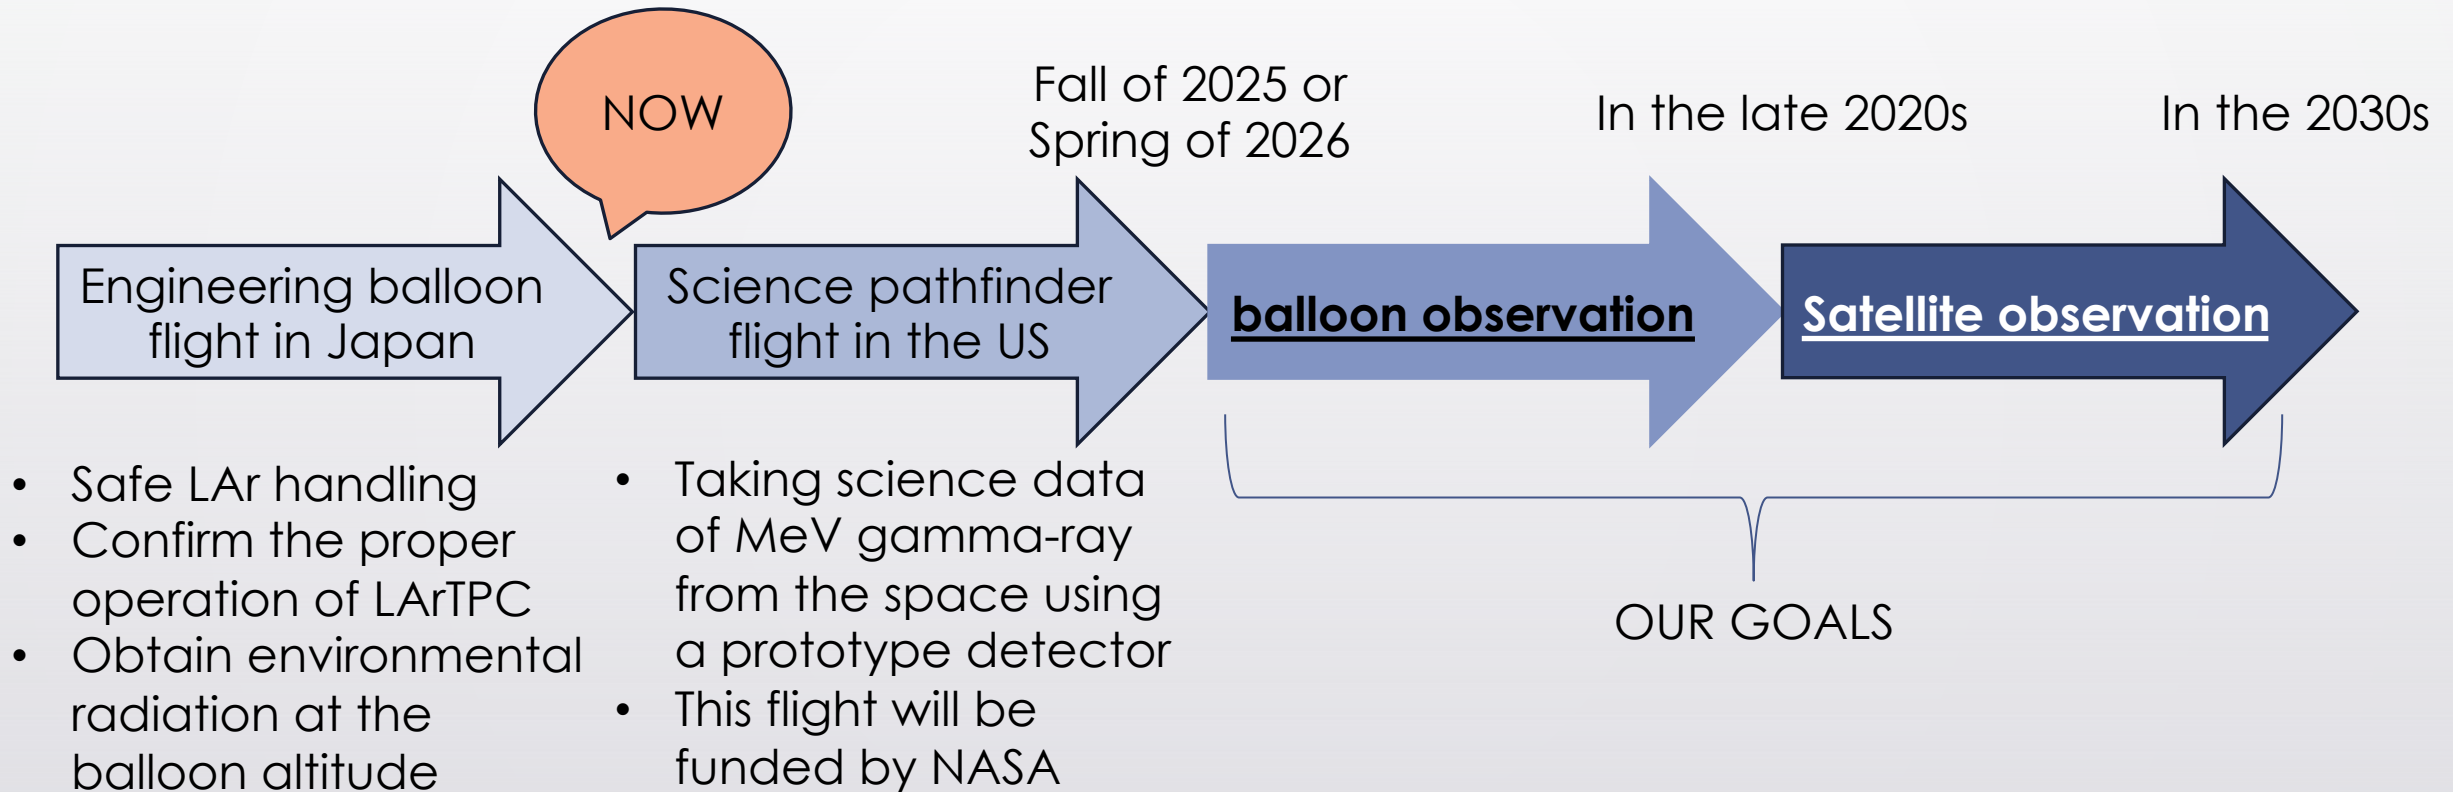 NOW
Fall of 2025 or
Spring of 2026
In the late 2020s
In the 2030s
Engineering balloon
flight in Japan
Science pathfinder
flight in the US
balloon observation
Satellite observation
• Safe LAr handling
• Confirm the proper
operation of LArTPC
• Obtain environmental
radiation at the
balloon altitude
• Taking science data
of MeV gamma-ray
from the space using
a prototype detector
• This flight will be
funded by NASA
OUR GOALS